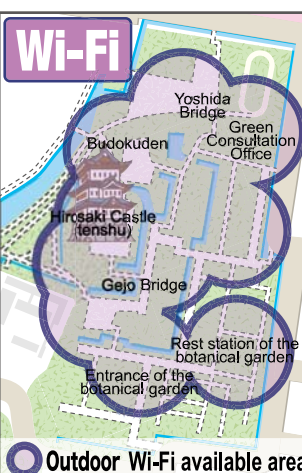 Wi-Fi
Yoshida
Bridge
Green
Consultation
Office
Budokuden
Hirosaki Castle
tenshu)
Gejo Bridge
Rest station of the
botanical garden
Entrance of the
botanical garden
Outdoor Wi-Fi available area